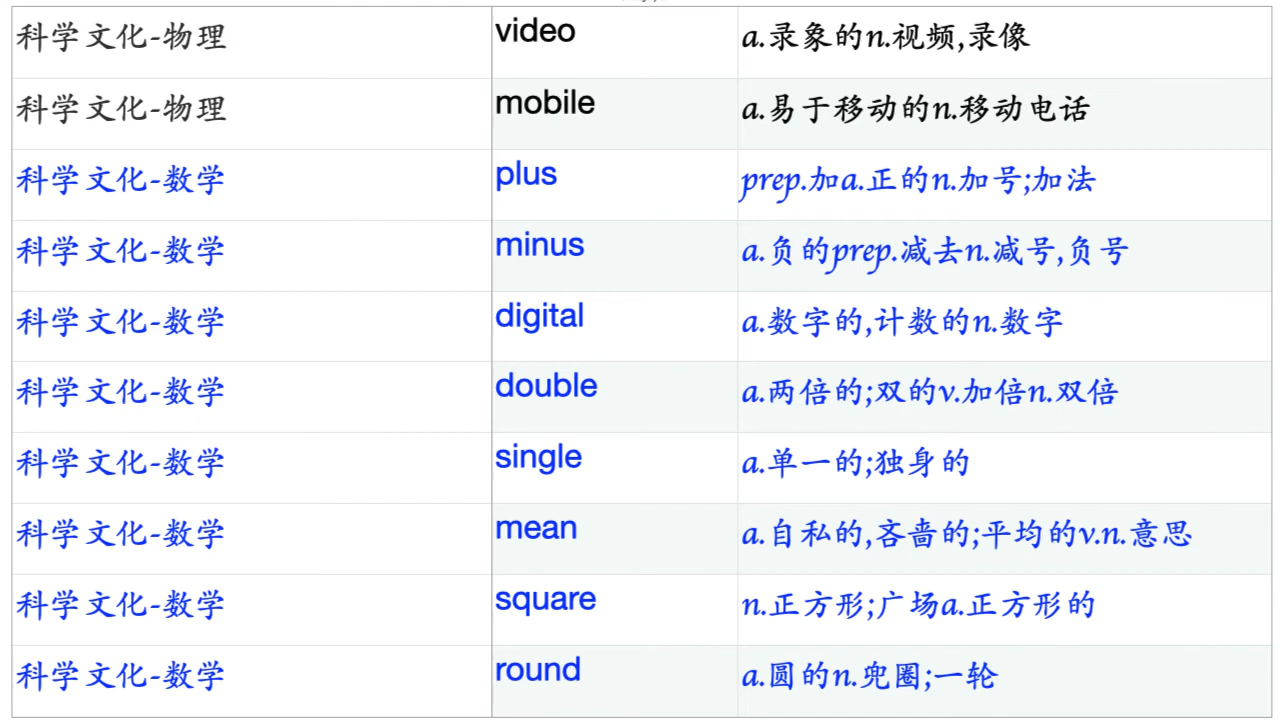 科学文化-物理 video a.录象的n.视频,录像
科学文化-物理 mobile a.易于移动的n.移动电话
科学文化-数学 plus prep.加a.正的n.加号;加法
科学文化-数学 minus a.负的prep.减去n.减号,负号
科学文化-数学 digital a.数字的,计数的n.数字
科学文化-数学 double a.两倍的;双的v.加倍n.双倍
科学文化-数学 single a.单一的;独身的
科学文化-数学 mean a.自私的,吝啬的;平均的v.n.意思
科学文化-数学 square n.正方形;广场a.正方形的
科学文化-数学 round a.圆的n.兜圈;一轮